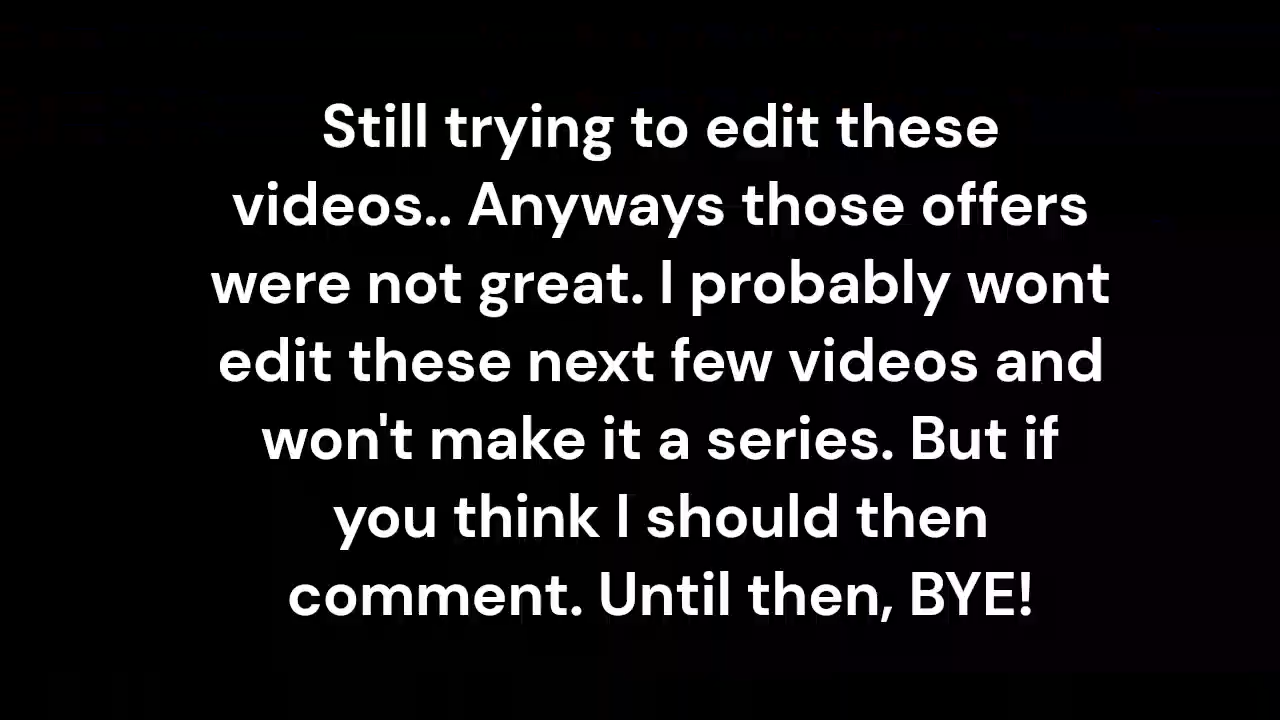 Still trying to edit these
videos.. Anyways those offers
were not great. I probably wont
edit these next few videos and
won't make it a series. But if
you think I should then
comment. Until then, BYE!